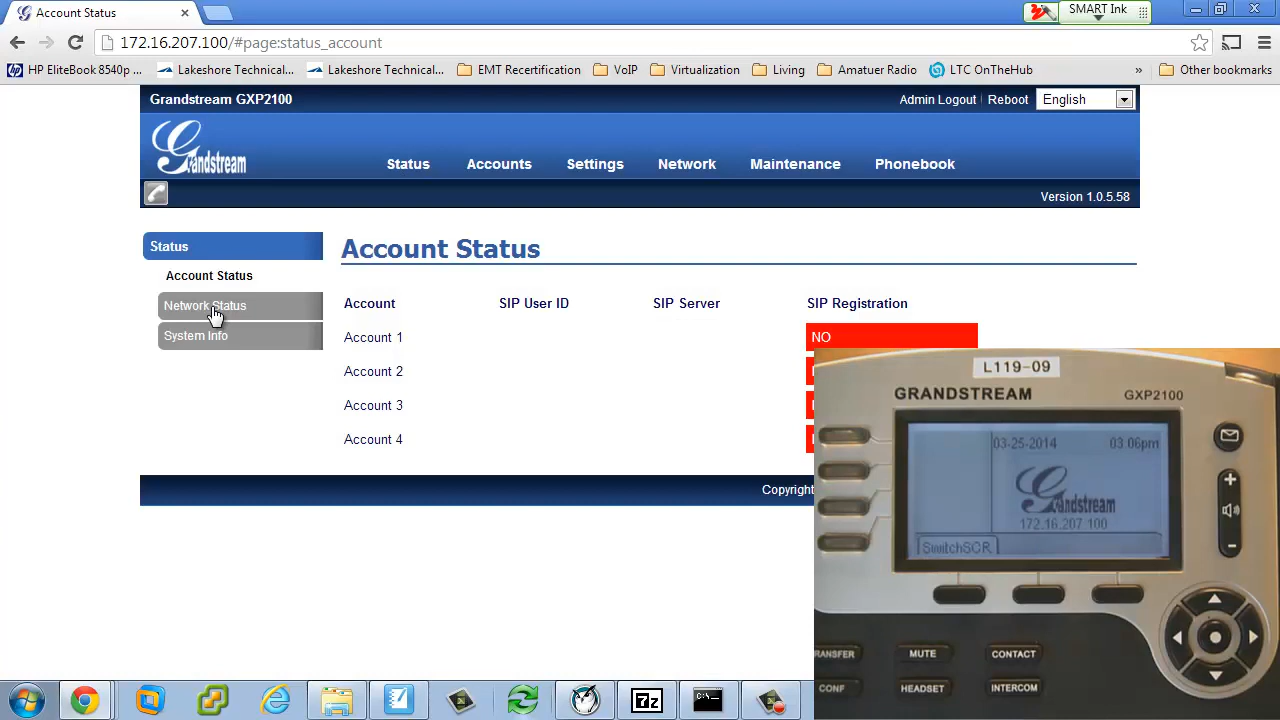 Account Status
SMART Ink
172.16.207.100/#page:status_account
HP EliteBook 8540p ...
Lakeshore Technical...
Lakeshore Technical...
EMT Recertification
VoIP
Virtualization
Living
Amatuer Radio
LTC OnTheHub
»
Other bookmarks
Grandstream GXP2100
Admin Logout | Reboot
English
Grandstream
Status
Accounts
Settings
Network
Maintenance
Phonebook
Version 1.0.5.58
Status
Account Status
Network Status
System Info
Account Status
Account
SIP User ID
SIP Server
SIP Registration
Account 1
NO
Account 2
Account 3
Account 4
Copyright
L119-09
GRANDSTREAM
GXP2100
03-25-2014
03:06pm
Grandstream
172.16.207.100
SwitchSCR
MUTE
CONTACT
CONF
HEADSET
INTERCOM
7z